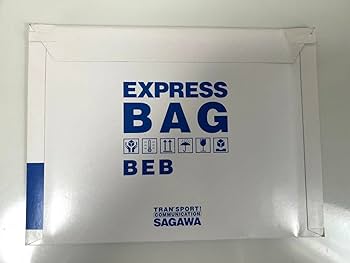 EXPRESS
BAG
BEB
TRAN'SPORT!
COMMUNICATION
SAGAWA